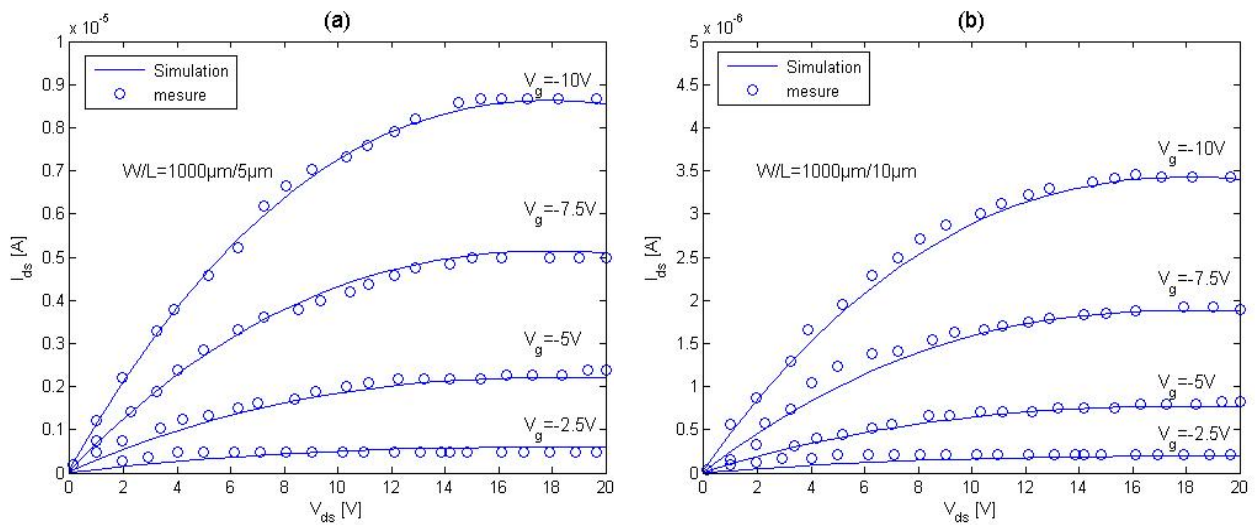 (a)
x 10⁻⁵
1
0.9
0.8
0.7
0.6
0.5
0.4
0.3
0.2
0.1
0
I_ds [A]
Simulation
mesure
W/L=1000µm/5µm
V_g=-10V
V_g=-7.5V
V_g=-5V
V_g=-2.5V
0 2 4 6 8 10 12 14 16 18 20
V_ds [V]
(b)
x 10⁻⁶
5
4.5
4
3.5
3
2.5
2
1.5
1
0.5
0
I_ds [A]
Simulation
mesure
W/L=1000µm/10µm
V_g=-10V
V_g=-7.5V
V_g=-5V
V_g=-2.5V
0 2 4 6 8 10 12 14 16 18 20
V_ds [V]